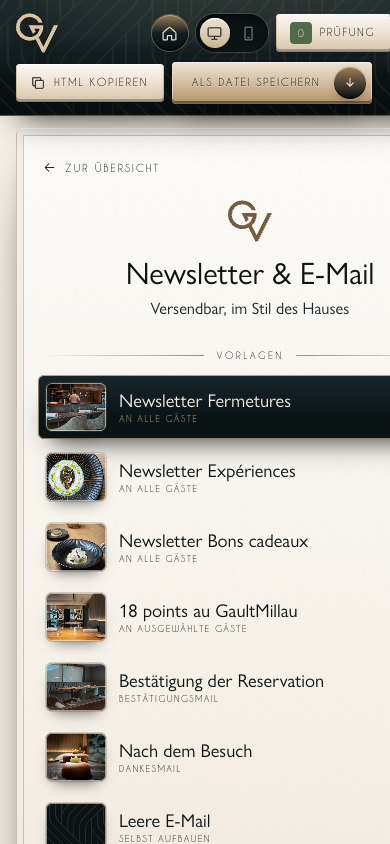 GV
0 PRÜFUNG
HTML KOPIEREN
ALS DATEI SPEICHERN
← ZUR ÜBERSICHT
GV
Newsletter & E-Mail
Versendbar, im Stil des Hauses
VORLAGEN
Newsletter Fermetures
AN ALLE GÄSTE
Newsletter Expériences
AN ALLE GÄSTE
Newsletter Bons cadeaux
AN ALLE GÄSTE
18 points au GaultMillau
AN AUSGEWÄHLTE GÄSTE
Bestätigung der Reservation
BESTÄTIGUNGSMAIL
Nach dem Besuch
DANKESMAIL
Leere E-Mail
SELBST AUFBAUEN